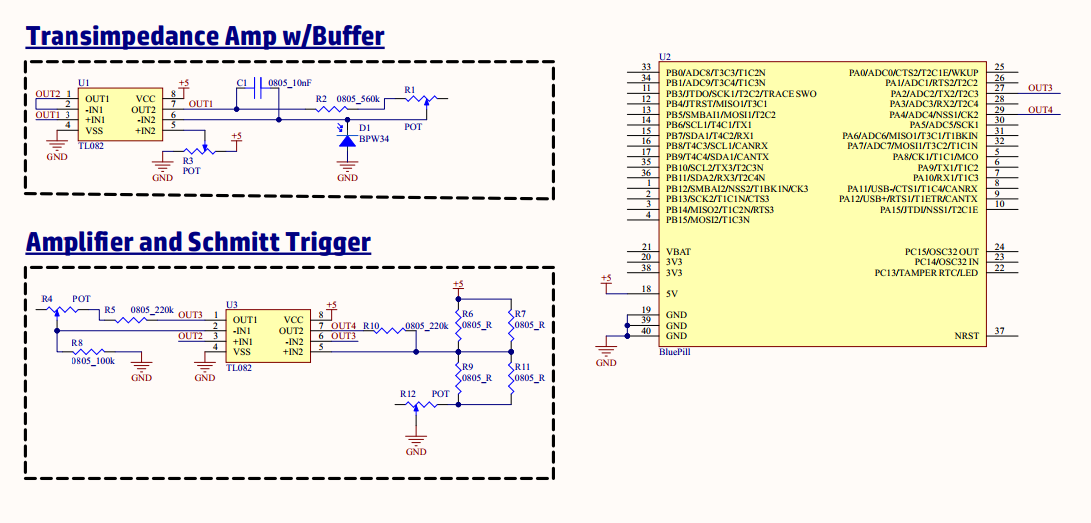 Transimpedance Amp w/Buffer
U1
OUT2 1 OUT1 VCC 8 +5
2 -IN1 OUT2 7 OUT1
OUT1 3 +IN1 -IN2 6
4 VSS +IN2 5
TL082
GND
C1 0805_10nF
R2 0805_560k
R1
POT
D1
BPW34
GND
+5
R3
POT
GND
Amplifier and Schmitt Trigger
R4 POT
R5 0805_220k
R8
0805_100k
GND
U3
OUT3 1 OUT1 VCC 8 +5
2 -IN1 OUT2 7 OUT4
OUT2 3 +IN1 -IN2 6 OUT3
4 VSS +IN2 5
TL082
GND
R10 0805_220k
+5
R6
0805_R
R7
0805_R
R9
0805_R
R11
0805_R
R12 POT
GND
U2
33 PB0/ADC8/T3C3/T1C2N
34 PB1/ADC9/T3C4/T1C3N
11 PB3/JTDO/SCK1/T2C2/TRACE SWO
12 PB4/JTRST/MISO1/T3C1
13 PB5/SMBAI1/MOSI1/T2C2
14 PB6/SCL1/T4C1/TX1
15 PB7/SDA1/T4C2/RX1
16 PB8/T4C3/SCL1/CANRX
17 PB9/T4C4/SDA1/CANTX
35 PB10/SCL2/TX3/T2C3N
36 PB11/SDA2/RX3/T2C4N
1 PB12/SMBAI2/NSS2/T1BK1N/CK3
2 PB13/SCK2/T1C1N/CTS3
3 PB14/MISO2/T1C2N/RTS3
4 PB15/MOSI2/T1C3N
21 VBAT
20 3V3
38 3V3
+5
18 5V
19 GND
39 GND
40 GND
GND
BluePill
PA0/ADC0/CTS2/T2C1E/WKUP 25
PA1/ADC1/RTS2/T2C2 26
PA2/ADC2/TX2/T2C3 27 OUT3
PA3/ADC3/RX2/T2C4 28
PA4/ADC4/NSS1/CK2 29 OUT4
PA5/ADC5/SCK1 30
PA6/ADC6/MISO1/T3C1/T1BKIN 31
PA7/ADC7/MOSI1/T3C2/T1C1N 32
PA8/CK1/T1C1/MCO 5
PA9/TX1/T1C2 6
PA10/RX1/T1C3 7
PA11/USB-/CTS1/T1C4/CANRX 8
PA12/USB+/RTS1/T1ETR/CANTX 9
PA15/JTDI/NSS1/T2C1E 10
PC15/OSC32 OUT 24
PC14/OSC32 IN 23
PC13/TAMPER RTC/LED 22
NRST 37